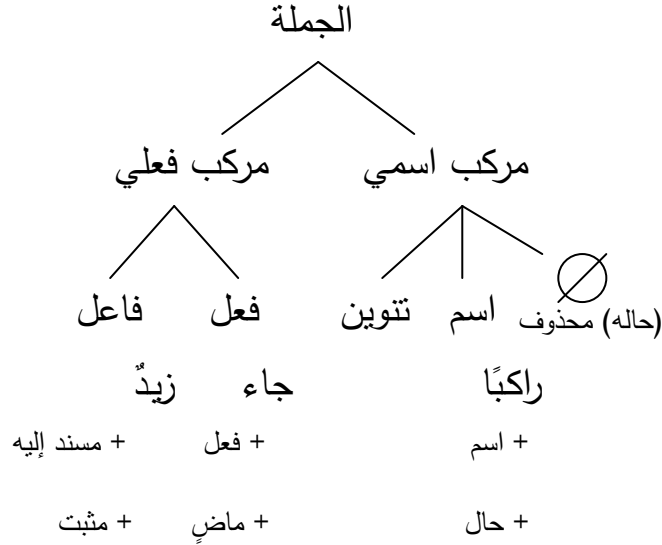 الجملة
مركب اسمي مركب فعلي
∅
(حاله) محذوف اسم تنوين فعل فاعل
راكبًا جاء زيدٌ
+ اسم + فعل + مسند إليه
+ حال + ماضٍ + مثبت